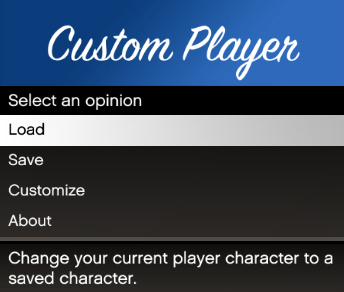 Custom Player
Select an opinion
Load
Save
Customize
About
Change your current player character to a
saved character.